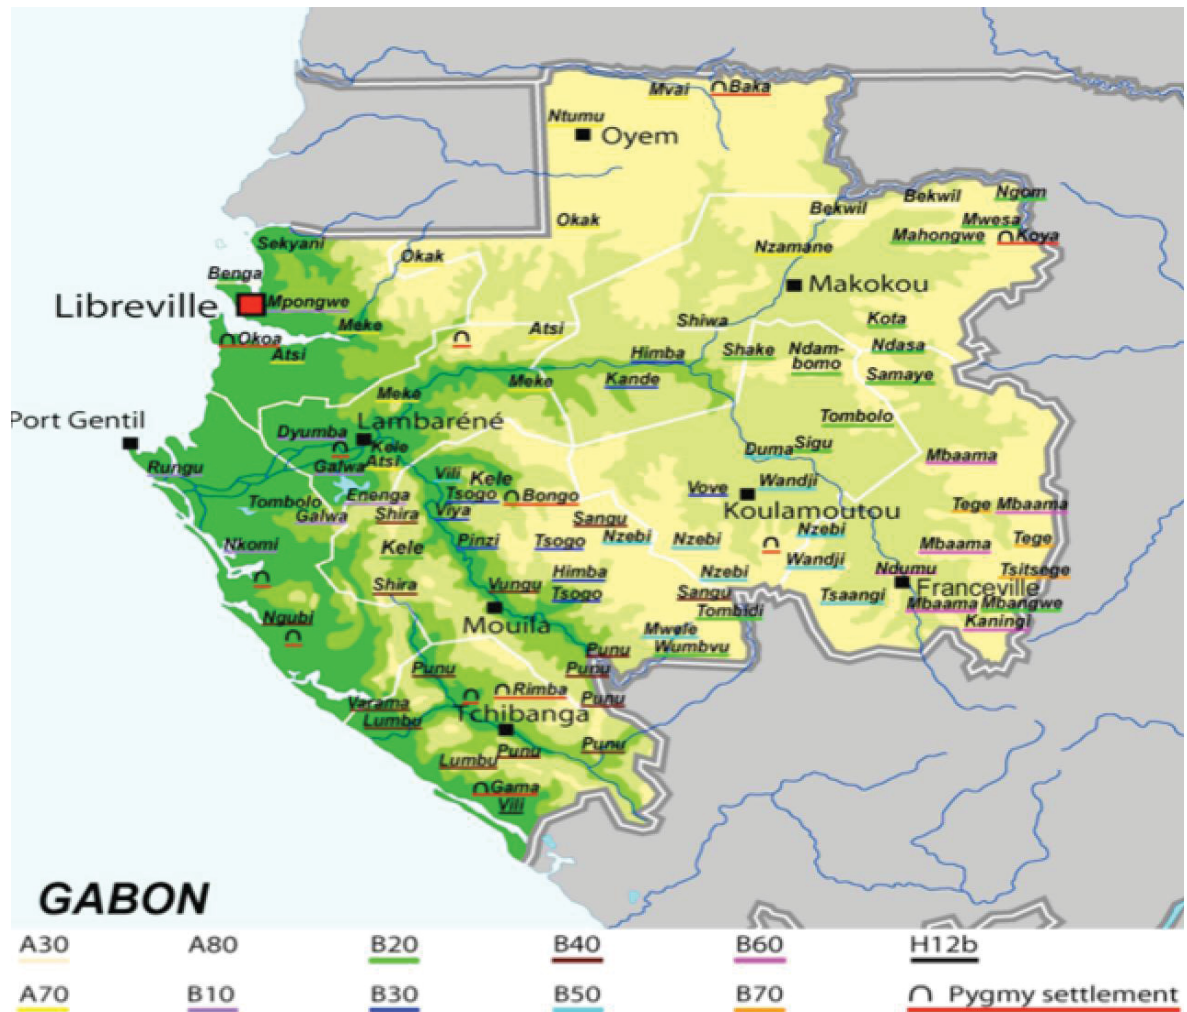 Mvai
Baka
Ntumu
Oyem
Okak
Bekwil
Bekwil
Ngom
Mwesa
Mahongwe
Koya
Sekyani
Okak
Nzamane
Benga
Makokou
Libreville
Mpongwe
Meke
Okoa
Atsi
Atsi
Shiwa
Kota
Himba
Shake
Ndam-
bomo
Ndasa
Samaye
Meke
Meke
Kande
Port Gentil
Lambaréné
Dyumba
Kele
Galwa
Atsi
Rungu
Tombolo
Duma
Sigu
Mbaama
Vili
Kele
Tsogo
Bongo
Vove
Wandji
Koulamoutou
Tombolo
Enenga
Galwa
Shira
Viya
Sangu
Tege
Mbaama
Nkomi
Kele
Pinzi
Tsogo
Nzebi
Nzebi
Nzebi
Mbaama
Tege
Wandji
Shira
Vungu
Himba
Tsogo
Nzebi
Sangu
Ndumu
Tsitsege
Franceville
Tsaangi
Mbaama
Mbangwe
Kaningi
Ngubi
Mouila
Tombidi
Mwele
Wumbvu
Punu
Punu
Punu
Rimba
Punu
Varama
Lumbu
Tchibanga
Punu
Punu
Lumbu
Gama
Vili
GABON
A30 A80 B20 B40 B60 H12b
A70 B10 B30 B50 B70 Pygmy settlement